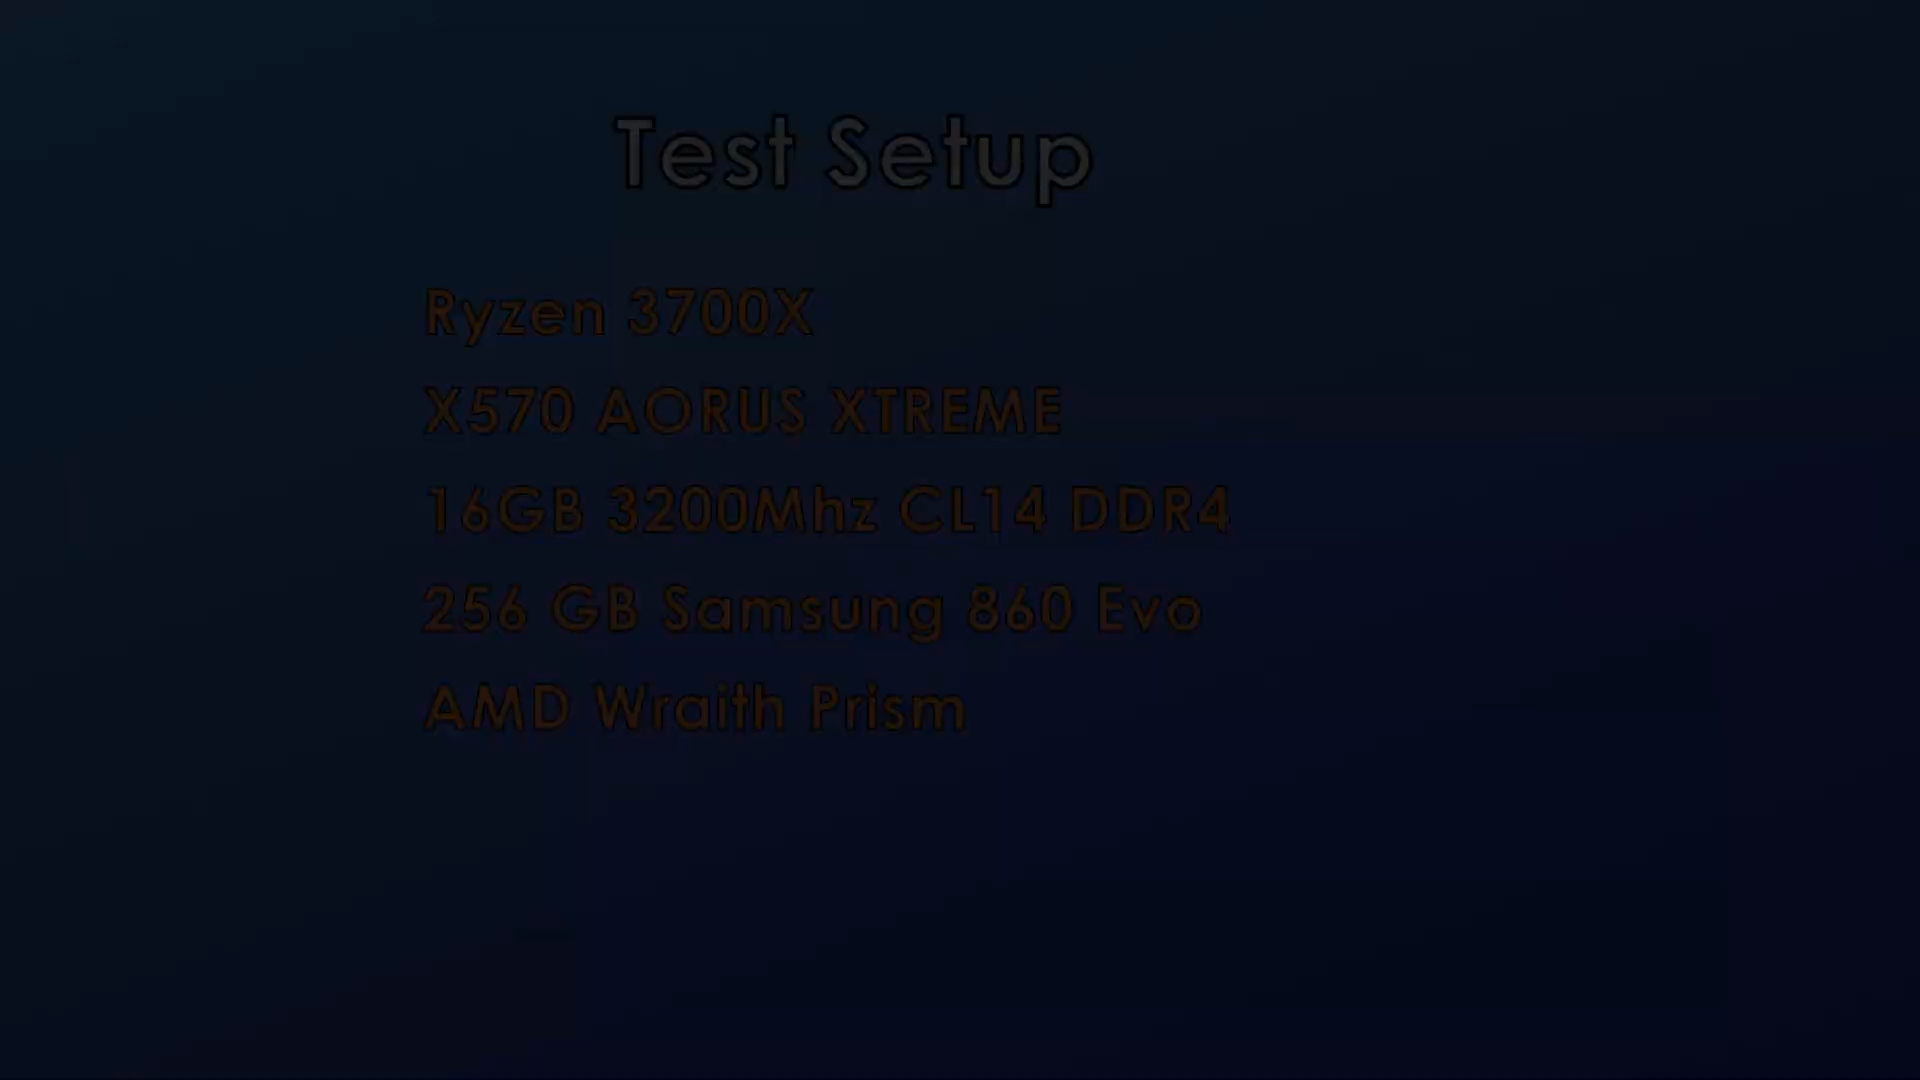 Test Setup
Ryzen 3700X
X570 AORUS XTREME
16GB 3200Mhz CL14 DDR4
256 GB Samsung 860 Evo
AMD Wraith Prism